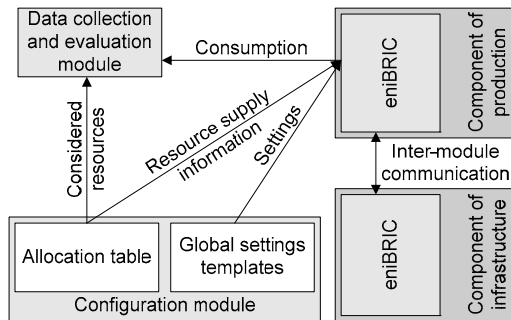 Data collection
and evaluation
module
Consumption
eniBRIC
Component of
production
Resource supply
information
Settings
Considered
resources
Inter–module
communication
Allocation table
Global settings
templates
Configuration module
eniBRIC
Component of
infrastructure